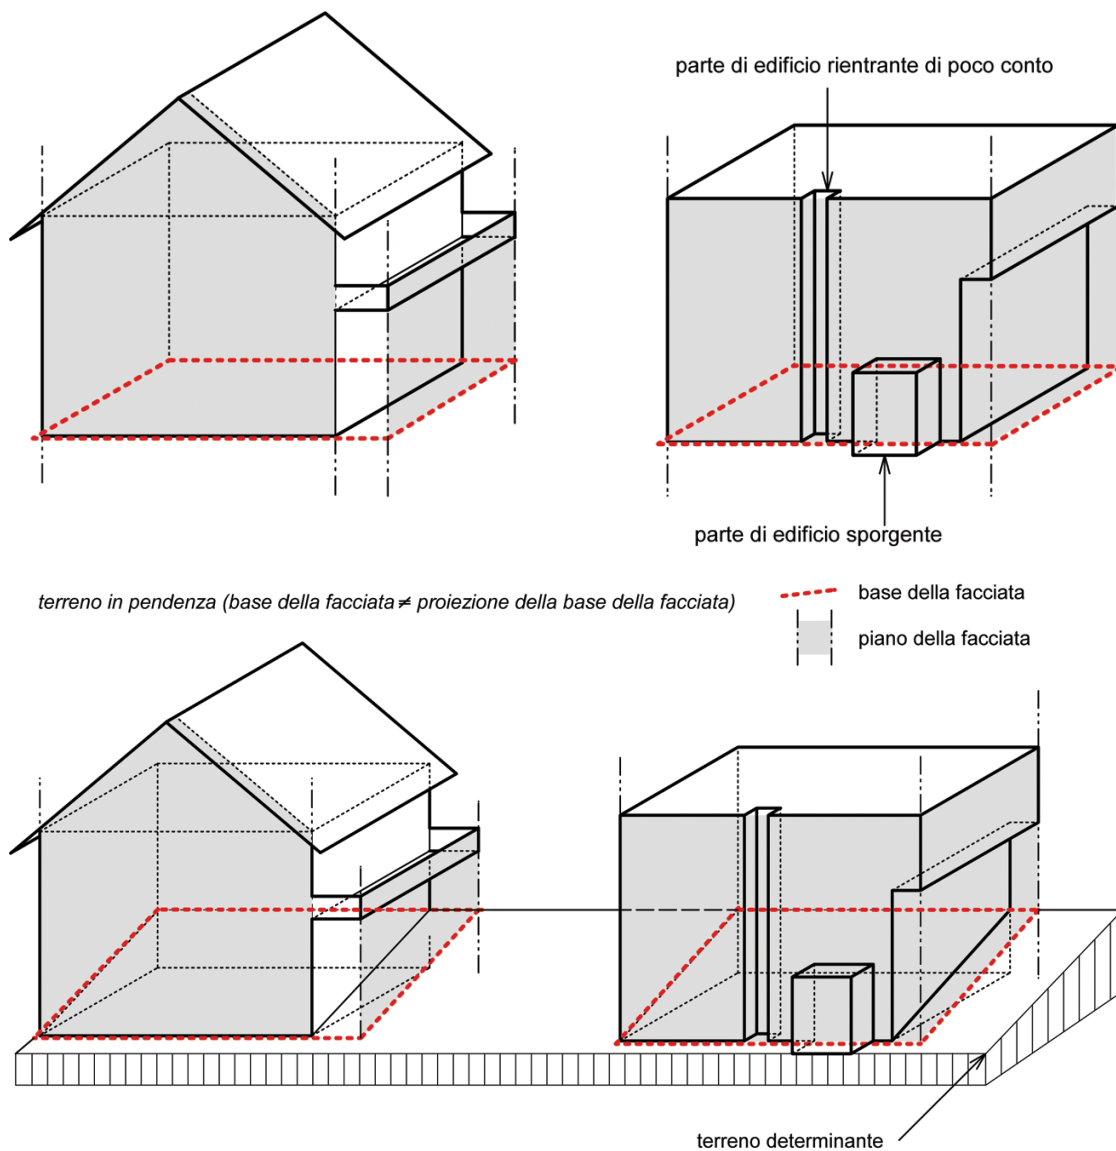 parte di edificio rientrante di poco conto
parte di edificio sporgente
terreno in pendenza (base della facciata ≠ proiezione della base della facciata)
base della facciata
piano della facciata
terreno determinante